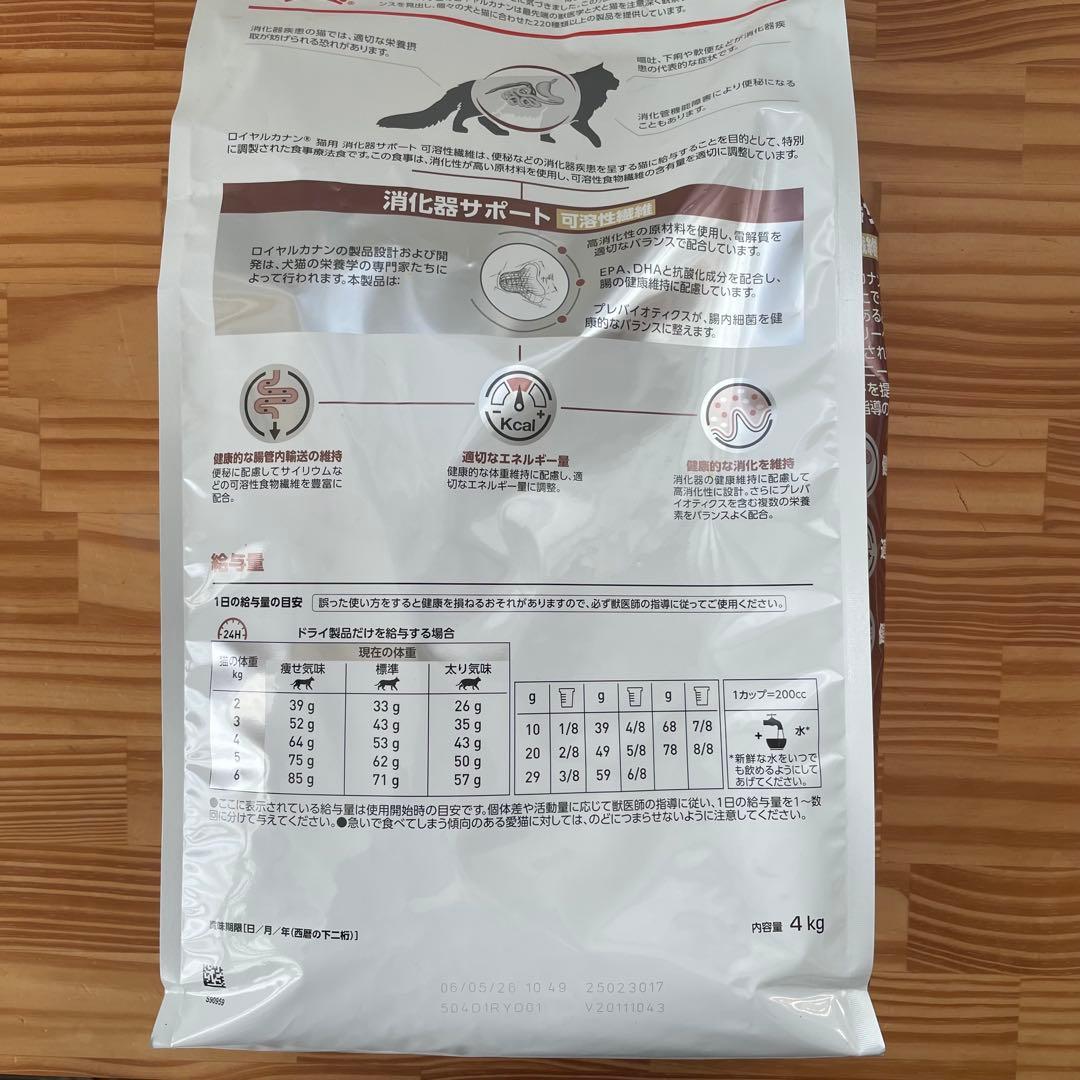 ンスを見出し、個々の犬と猫に合わせた220種類以上の製品を提供しています。
消化器疾患の猫では、適切な栄養摂
取が妨げられる恐れがあります。
嘔吐、下痢や軟便などが消化器疾
患の代表的な症状です。
消化管機能障害により便秘になる
こともあります。
ロイヤルカナン® 猫用 消化器サポート 可溶性繊維は、便秘などの消化器疾患を呈する猫に給与することを目的として、特別
に調製された食事療法食です。この食事は、消化性が高い原材料を使用し、可溶性食物繊維の含有量を適切に調整しています。
消化器サポート 可溶性繊維
ロイヤルカナンの製品設計および開
発は、犬猫の栄養学の専門家たちに
よって行われます。本製品は:
高消化性の原材料を使用し、電解質を
適切なバランスで配合しています。
EPA、DHAと抗酸化成分を配合し、
腸の健康維持に配慮しています。
プレバイオティクスが、腸内細菌を健
康的なバランスに整えます。
Kcal
健康的な腸管内輸送の維持
便秘に配慮してサイリウムな
どの可溶性食物繊維を豊富に
配合。
適切なエネルギー量
健康的な体重維持に配慮し、適
切なエネルギー量に調整。
健康的な消化を維持
消化器の健康維持に配慮して
高消化性に設計。さらにプレバ
イオティクスを含む複数の栄養
素をバランスよく配合。
給与量
1日の給与量の目安 誤った使い方をすると健康を損ねるおそれがありますので、必ず獣医師の指導に従ってご使用ください。
24H ドライ製品だけを給与する場合
猫の体重 kg 現在の体重
痩せ気味 標準 太り気味
2 39 g 33 g 26 g
3 52 g 43 g 35 g
4 64 g 53 g 43 g
5 75 g 62 g 50 g
6 85 g 71 g 57 g
g g g
10 1/8 39 4/8 68 7/8
20 2/8 49 5/8 78 8/8
29 3/8 59 6/8
1カップ=200cc
+ 水*
*新鮮な水をいつで
も飲めるようにして
あげてください。
●ここに表示されている給与量は使用開始時の目安です。個体差や活動量に応じて獣医師の指導に従い、1日の給与量を1〜数
回に分けて与えてください。●急いで食べてしまう傾向のある愛猫に対しては、のどにつまらせないように注意してください。
賞味期限[日/月/年(西暦の下二桁)]
内容量 4 kg
590959
06/05/26 10 49 25023017
504D1RYO01 V20111043